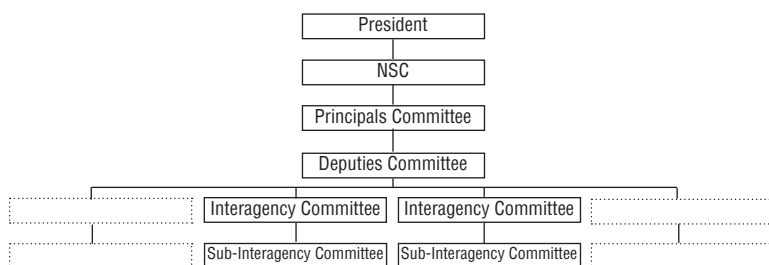 President
NSC
Principals Committee
Deputies Committee
Interagency Committee Interagency Committee
Sub-Interagency Committee Sub-Interagency Committee